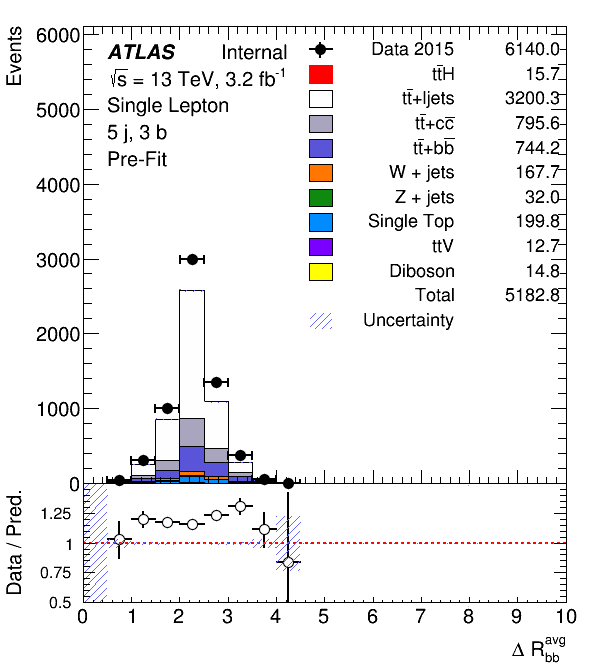 Events
6000
5000
4000
3000
2000
1000
0
ATLAS Internal
√s = 13 TeV, 3.2 fb⁻¹
Single Lepton
5 j, 3 b
Pre-Fit
Data 2015 6140.0
tt̄H 15.7
tt̄+ljets 3200.3
tt̄+cc̄ 795.6
tt̄+bb̄ 744.2
W + jets 167.7
Z + jets 32.0
Single Top 199.8
ttV 12.7
Diboson 14.8
Total 5182.8
Uncertainty
Data / Pred.
1.25
1
0.75
0.5
0 1 2 3 4 5 6 7 8 9 10
Δ R_bb^avg